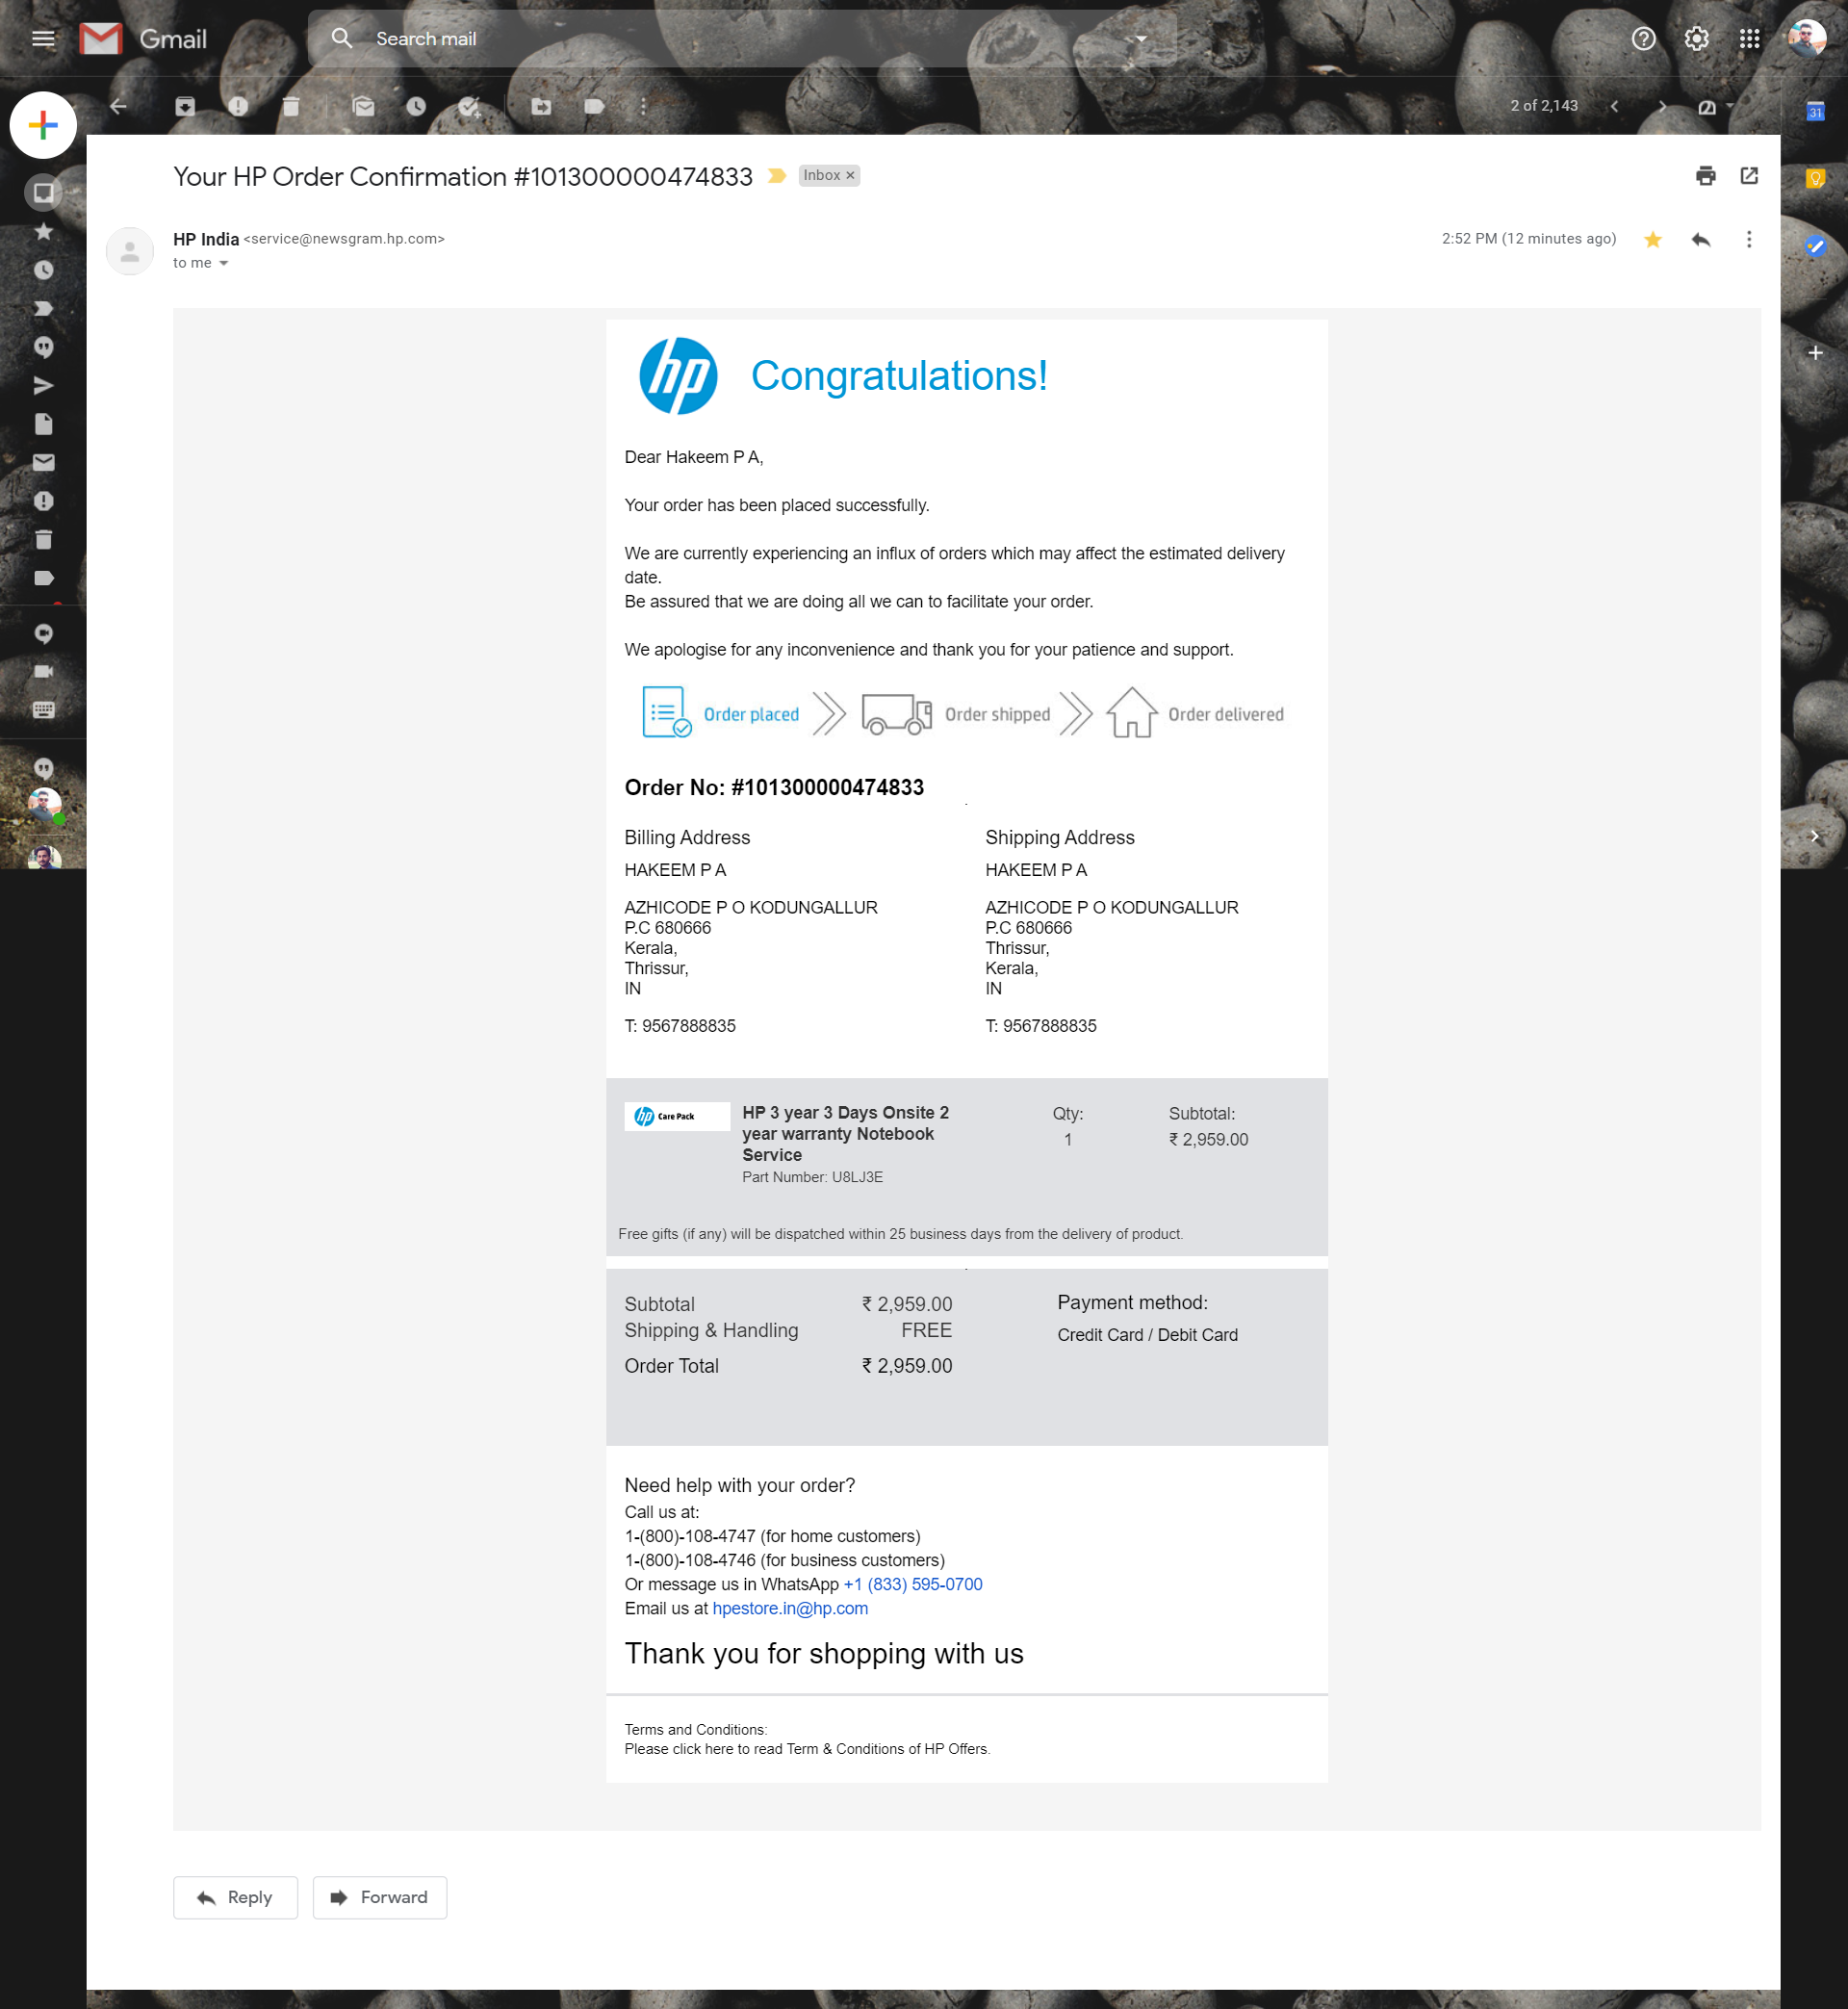 Gmail
Search mail
2 of 2,143
31
Your HP Order Confirmation #101300000474833
Inbox ×
HP India <service@newsgram.hp.com>
2:52 PM (12 minutes ago)
to me
hp
Congratulations!
Dear Hakeem P A,
Your order has been placed successfully.
We are currently experiencing an influx of orders which may affect the estimated delivery
date.
Be assured that we are doing all we can to facilitate your order.
We apologise for any inconvenience and thank you for your patience and support.
Order placed
Order shipped
Order delivered
Order No: #101300000474833
Billing Address
HAKEEM P A
AZHICODE P O KODUNGALLUR
P.C 680666
Kerala,
Thrissur,
IN
T: 9567888835
Shipping Address
HAKEEM P A
AZHICODE P O KODUNGALLUR
P.C 680666
Thrissur,
Kerala,
IN
T: 9567888835
hp Care Pack
HP 3 year 3 Days Onsite 2
year warranty Notebook
Service
Part Number: U8LJ3E
Qty:
1
Subtotal:
₹ 2,959.00
Free gifts (if any) will be dispatched within 25 business days from the delivery of product.
Subtotal ₹ 2,959.00
Shipping & Handling FREE
Order Total ₹ 2,959.00
Payment method:
Credit Card / Debit Card
Need help with your order?
Call us at:
1-(800)-108-4747 (for home customers)
1-(800)-108-4746 (for business customers)
Or message us in WhatsApp +1 (833) 595-0700
Email us at hpestore.in@hp.com
Thank you for shopping with us
Terms and Conditions:
Please click here to read Term & Conditions of HP Offers.
Reply
Forward